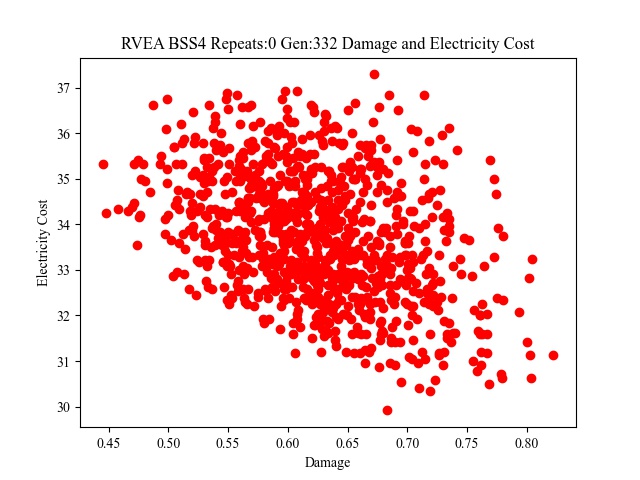 RVEA BSS4 Repeats:0 Gen:332 Damage and Electricity Cost
37
36
35
34
33
32
31
30
Electricity Cost
0.45 0.50 0.55 0.60 0.65 0.70 0.75 0.80
Damage